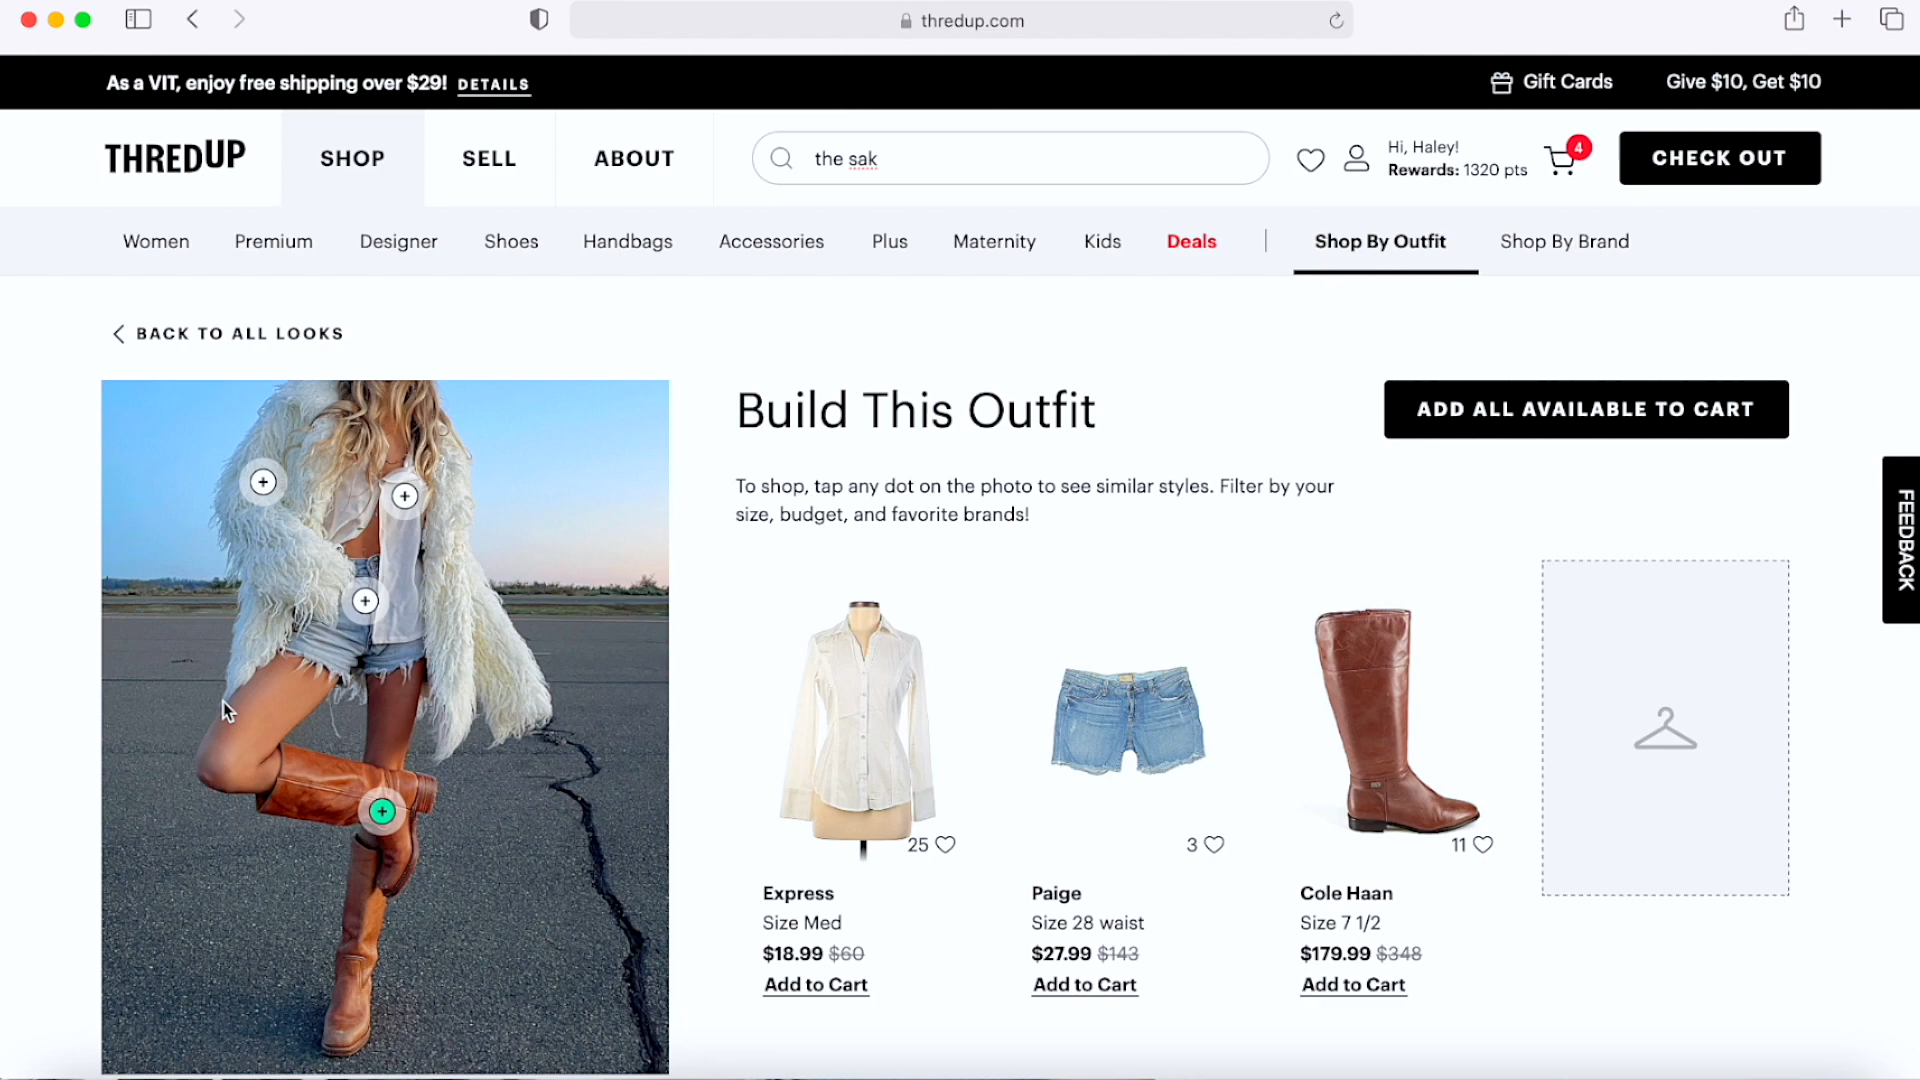 thredup.com
As a VIT, enjoy free shipping over $29! DETAILS
Gift Cards
Give $10, Get $10
THREDUP
SHOP
SELL
ABOUT
the sak
Hi, Haley!
Rewards: 1320 pts
4
CHECK OUT
Women
Premium
Designer
Shoes
Handbags
Accessories
Plus
Maternity
Kids
Deals
Shop By Outfit
Shop By Brand
BACK TO ALL LOOKS
Build This Outfit
ADD ALL AVAILABLE TO CART
To shop, tap any dot on the photo to see similar styles. Filter by your
size, budget, and favorite brands!
FEEDBACK
25
3
11
Express
Size Med
$18.99 $60
Add to Cart
Paige
Size 28 waist
$27.99 $143
Add to Cart
Cole Haan
Size 7 1/2
$179.99 $348
Add to Cart